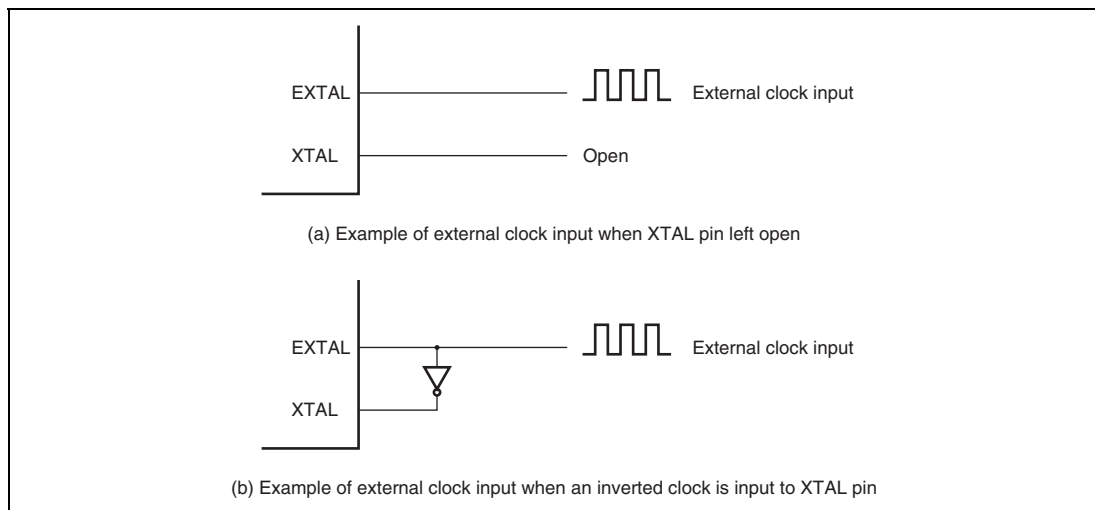 EXTAL External clock input
XTAL Open
(a) Example of external clock input when XTAL pin left open
EXTAL External clock input
XTAL
(b) Example of external clock input when an inverted clock is input to XTAL pin